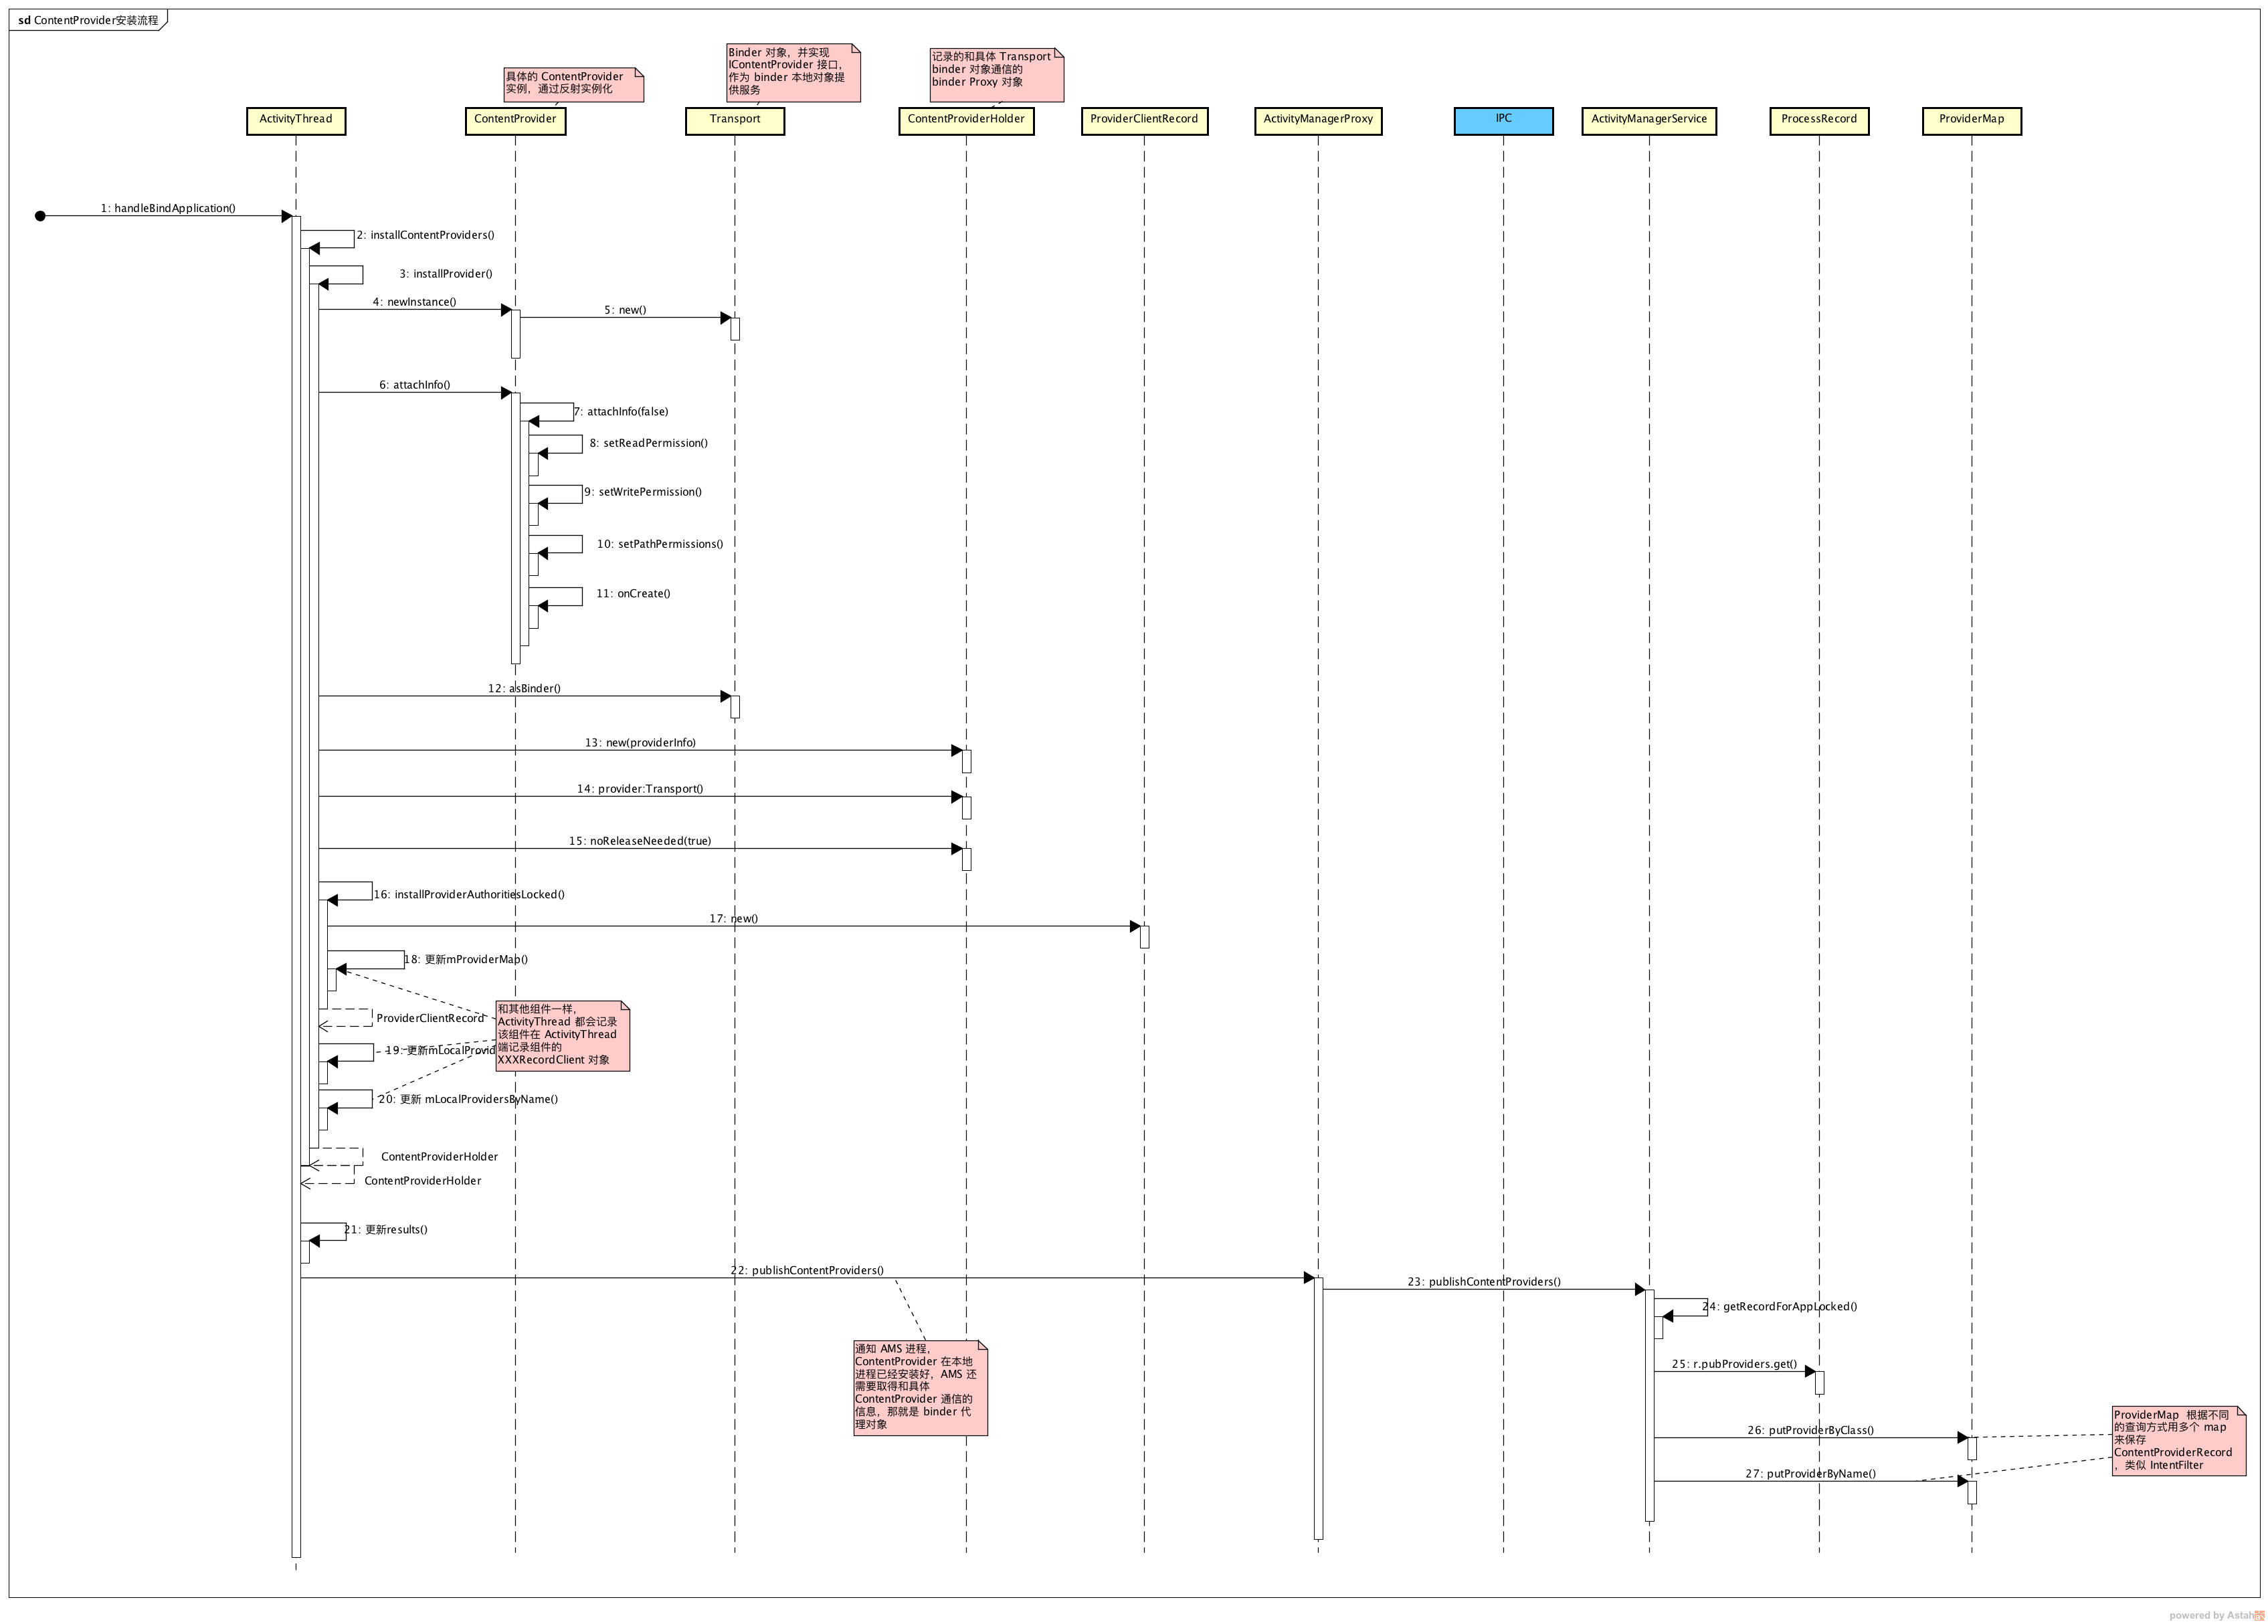 sd ContentProvider安装流程
具体的 ContentProvider
实例，通过反射实例化
Binder 对象，并实现
IContentProvider 接口，
作为 binder 本地对象提
供服务
记录的和具体 Transport
binder 对象通信的
binder Proxy 对象
ActivityThread
ContentProvider
Transport
ContentProviderHolder
ProviderClientRecord
ActivityManagerProxy
IPC
ActivityManagerService
ProcessRecord
ProviderMap
1: handleBindApplication()
2: installContentProviders()
3: installProvider()
4: newInstance()
5: new()
6: attachInfo()
7: attachInfo(false)
8: setReadPermission()
9: setWritePermission()
10: setPathPermissions()
11: onCreate()
12: asBinder()
13: new(providerInfo)
14: provider:Transport()
15: noReleaseNeeded(true)
16: installProviderAuthoritiesLocked()
17: new()
18: 更新mProviderMap()
ProviderClientRecord
和其他组件一样，
ActivityThread 都会记录
该组件在 ActivityThread
端记录组件的
XXXRecordClient 对象
19: 更新mLocalProvid
20: 更新 mLocalProvidersByName()
ContentProviderHolder
ContentProviderHolder
21: 更新results()
22: publishContentProviders()
23: publishContentProviders()
24: getRecordForAppLocked()
通知 AMS 进程，
ContentProvider 在本地
进程已经安装好，AMS 还
需要取得和具体
ContentProvider 通信的
信息，那就是 binder 代
理对象
25: r.pubProviders.get()
26: putProviderByClass()
27: putProviderByName()
ProviderMap 根据不同
的查询方式用多个 map
来保存
ContentProviderRecord
，类似 IntentFilter
powered by Astah